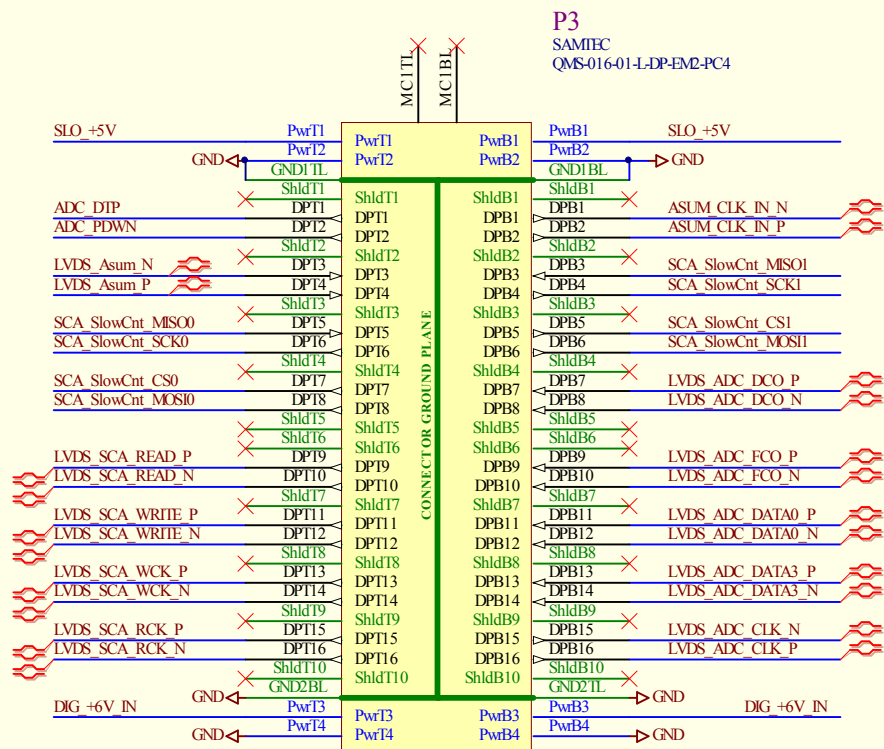 P3
SAMTEC
QMS-016-01-L-DP-EM2-PC4
MC1TL MC1BL
SLO_+5V PwrT1 PwrT1 PwrB1 PwrB1 SLO_+5V
GND PwrT2 PwrT2 PwrB2 PwrB2 GND
GND1TL GND1BL
ShldT1 ShldT1 ShldB1 ShldB1
ADC_DTP DPT1 DPT1 DPB1 DPB1 ASUM_CLK_IN_N
ADC_PDWN DPT2 DPT2 DPB2 DPB2 ASUM_CLK_IN_P
ShldT2 ShldT2 ShldB2 ShldB2
LVDS_Asum_N DPT3 DPT3 DPB3 DPB3 SCA_SlowCnt_MISO1
LVDS_Asum_P DPT4 DPT4 DPB4 DPB4 SCA_SlowCnt_SCK1
ShldT3 ShldT3 ShldB3 ShldB3
SCA_SlowCnt_MISO0 DPT5 DPT5 DPB5 DPB5 SCA_SlowCnt_CS1
SCA_SlowCnt_SCK0 DPT6 DPT6 DPB6 DPB6 SCA_SlowCnt_MOSI1
ShldT4 ShldT4 ShldB4 ShldB4
SCA_SlowCnt_CS0 DPT7 DPT7 DPB7 DPB7 LVDS_ADC_DCO_P
SCA_SlowCnt_MOSI0 DPT8 DPT8 DPB8 DPB8 LVDS_ADC_DCO_N
ShldT5 ShldT5 ShldB5 ShldB5
ShldT6 ShldT6 ShldB6 ShldB6
LVDS_SCA_READ_P DPT9 DPT9 DPB9 DPB9 LVDS_ADC_FCO_P
LVDS_SCA_READ_N DPT10 DPT10 DPB10 DPB10 LVDS_ADC_FCO_N
ShldT7 ShldT7 ShldB7 ShldB7
LVDS_SCA_WRITE_P DPT11 DPT11 DPB11 DPB11 LVDS_ADC_DATA0_P
LVDS_SCA_WRITE_N DPT12 DPT12 DPB12 DPB12 LVDS_ADC_DATA0_N
ShldT8 ShldT8 ShldB8 ShldB8
LVDS_SCA_WCK_P DPT13 DPT13 DPB13 DPB13 LVDS_ADC_DATA3_P
LVDS_SCA_WCK_N DPT14 DPT14 DPB14 DPB14 LVDS_ADC_DATA3_N
ShldT9 ShldT9 ShldB9 ShldB9
LVDS_SCA_RCK_P DPT15 DPT15 DPB15 DPB15 LVDS_ADC_CLK_N
LVDS_SCA_RCK_N DPT16 DPT16 DPB16 DPB16 LVDS_ADC_CLK_P
ShldT10 ShldT10 ShldB10 ShldB10
GND GND2BL GND2TL GND
DIG_+6V_IN PwrT3 PwrT3 PwrB3 PwrB3 DIG_+6V_IN
GND PwrT4 PwrT4 PwrB4 PwrB4 GND
CONNECTOR GROUND PLANE